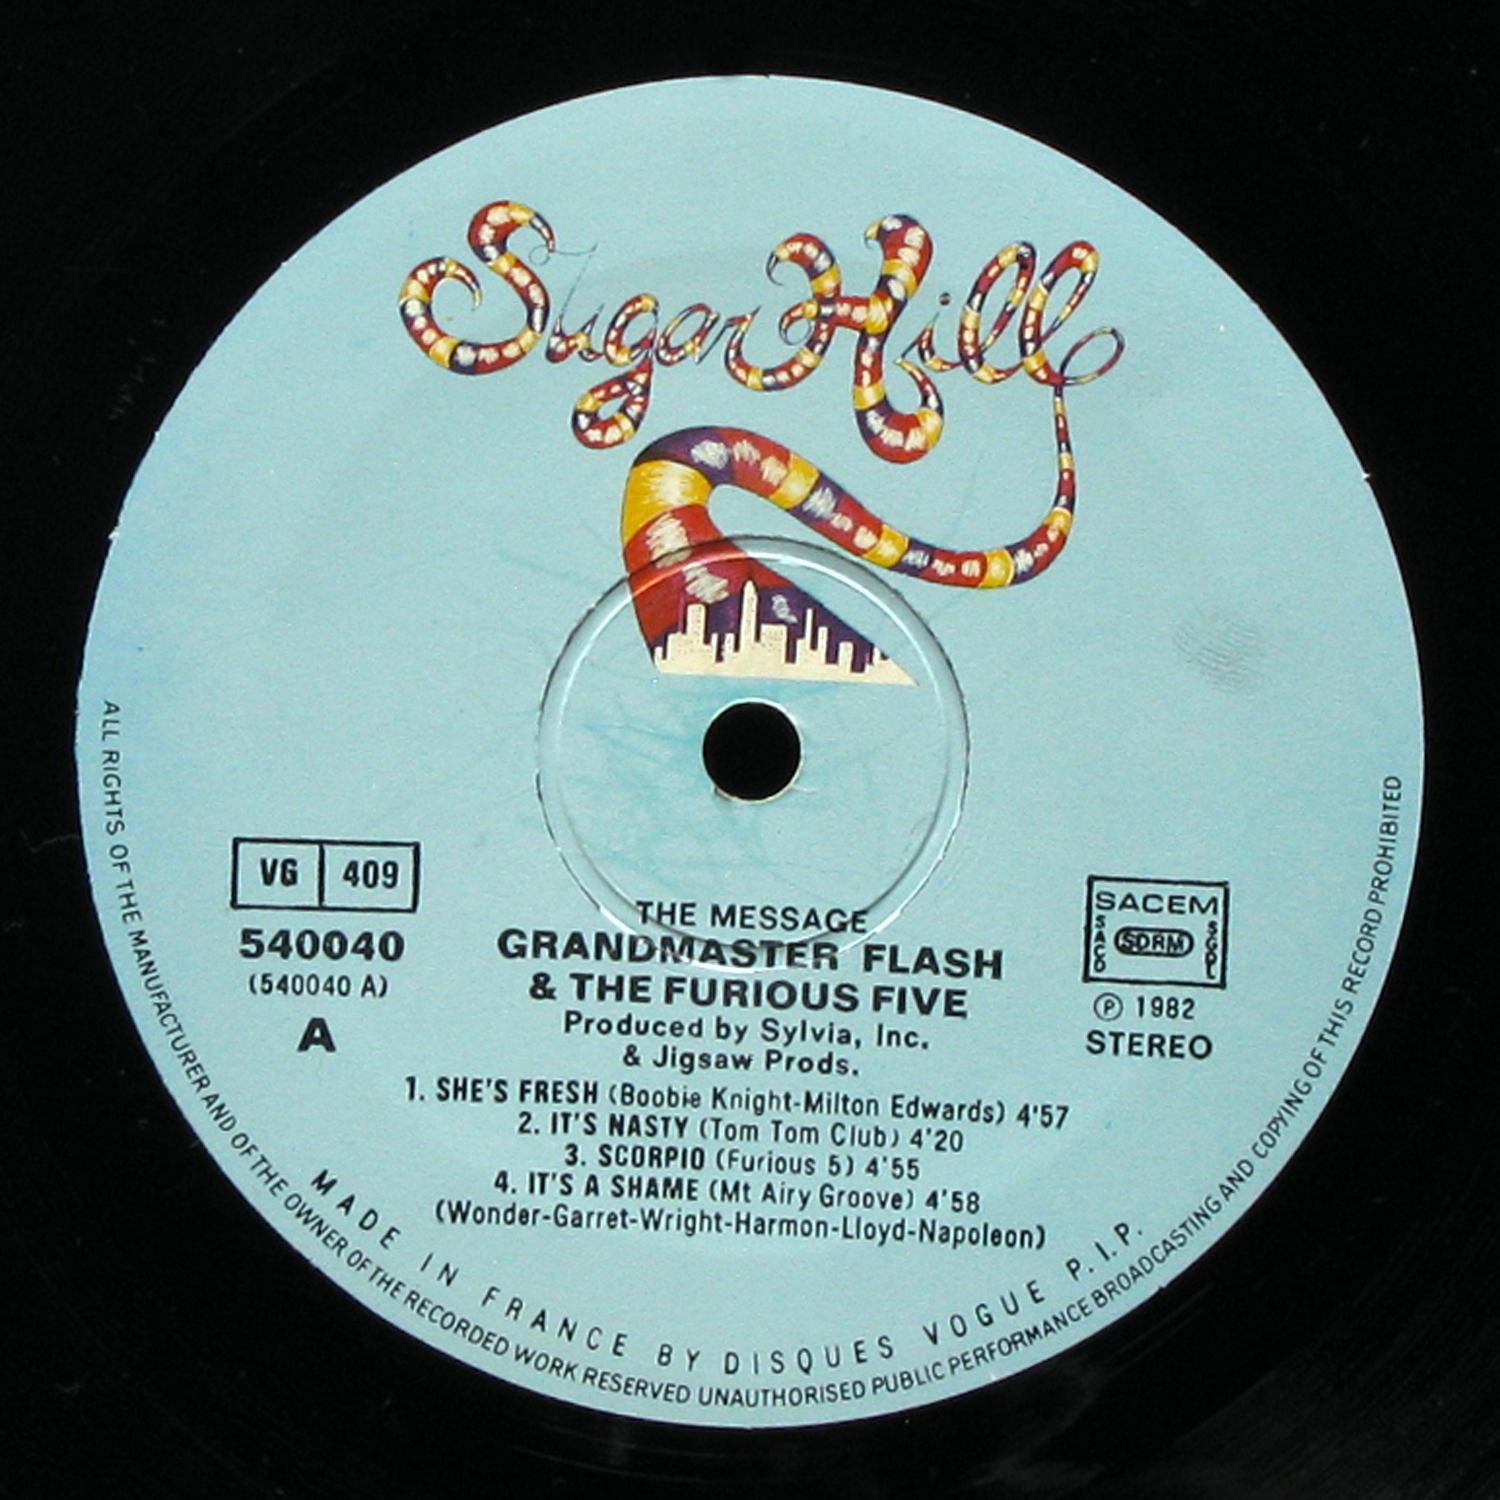 Sugar Hill
VG 409
540040
(540040 A)
A
THE MESSAGE
GRANDMASTER FLASH
& THE FURIOUS FIVE
Produced by Sylvia, Inc.
& Jigsaw Prods.
SACEM
SACD SDRM SGDL
Ⓟ 1982
STEREO
1. SHE'S FRESH (Boobie Knight-Milton Edwards) 4'57
2. IT'S NASTY (Tom Tom Club) 4'20
3. SCORPIO (Furious 5) 4'55
4. IT'S A SHAME (Mt Airy Groove) 4'58
(Wonder-Garret-Wright-Harmon-Lloyd-Napoleon)
MADE IN FRANCE BY DISQUES VOGUE P.I.P.
ALL RIGHTS OF THE MANUFACTURER AND OF THE OWNER OF THE RECORDED WORK RESERVED UNAUTHORISED PUBLIC PERFORMANCE BROADCASTING AND COPYING OF THIS RECORD PROHIBITED